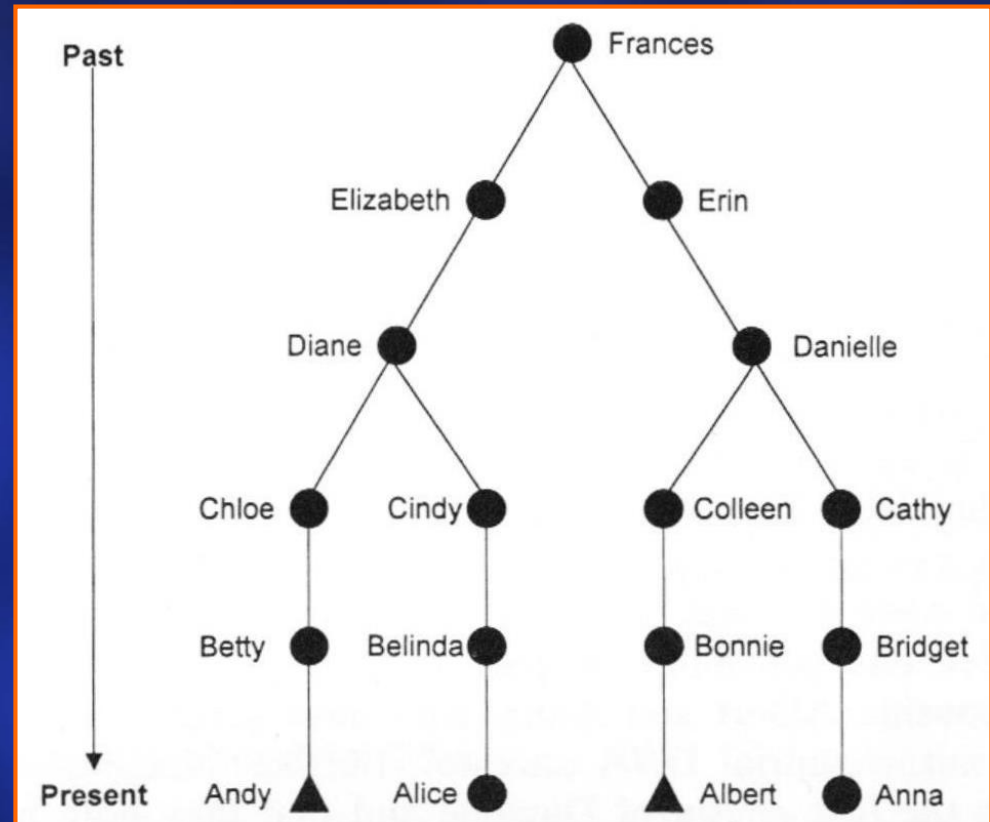 Past
Frances
Elizabeth
Erin
Diane
Danielle
Chloe
Cindy
Colleen
Cathy
Betty
Belinda
Bonnie
Bridget
Present
Andy
Alice
Albert
Anna